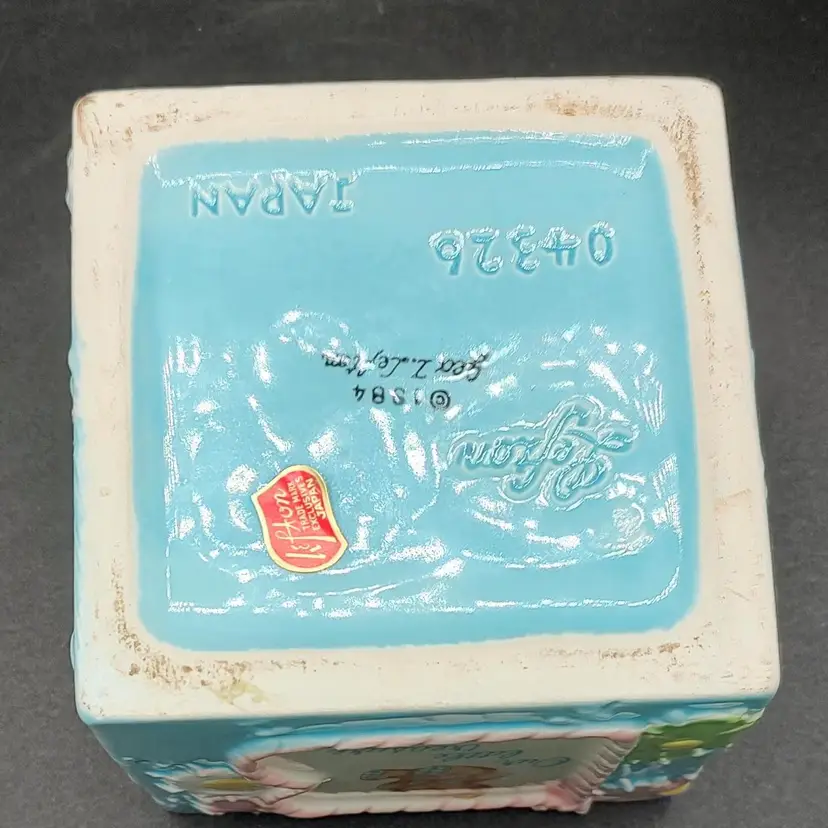 Lefton
Lefton
TRADE MARK
EXCLUSIVES
JAPAN
©1984
Geo Z. Lefton
04326
JAPAN